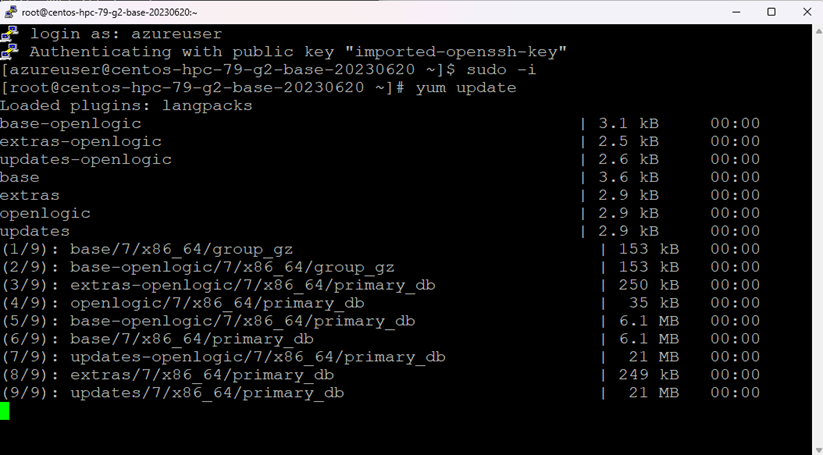 root@centos-hpc-79-g2-base-20230620:~
login as: azureuser
Authenticating with public key "imported-openssh-key"
[azureuser@centos-hpc-79-g2-base-20230620 ~]$ sudo -i
[root@centos-hpc-79-g2-base-20230620 ~]# yum update
Loaded plugins: langpacks
base-openlogic | 3.1 kB 00:00
extras-openlogic | 2.5 kB 00:00
updates-openlogic | 2.6 kB 00:00
base | 3.6 kB 00:00
extras | 2.9 kB 00:00
openlogic | 2.9 kB 00:00
updates | 2.9 kB 00:00
(1/9): base/7/x86_64/group_gz | 153 kB 00:00
(2/9): base-openlogic/7/x86_64/group_gz | 153 kB 00:00
(3/9): extras-openlogic/7/x86_64/primary_db | 250 kB 00:00
(4/9): openlogic/7/x86_64/primary_db | 35 kB 00:00
(5/9): base-openlogic/7/x86_64/primary_db | 6.1 MB 00:00
(6/9): base/7/x86_64/primary_db | 6.1 MB 00:00
(7/9): updates-openlogic/7/x86_64/primary_db | 21 MB 00:00
(8/9): extras/7/x86_64/primary_db | 249 kB 00:00
(9/9): updates/7/x86_64/primary_db | 21 MB 00:00